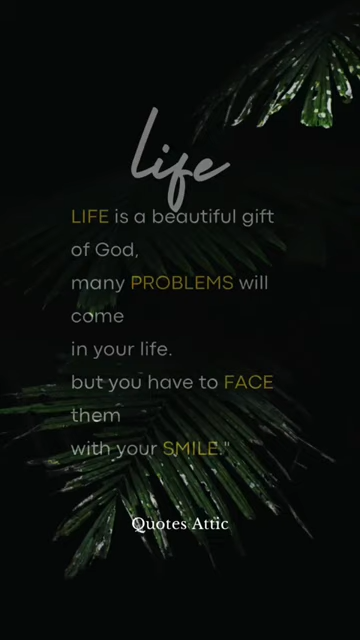 life
LIFE is a beautiful gift
of God,
many PROBLEMS will
come
in your life.
but you have to FACE
them
with your SMILE."
Quotes Attic